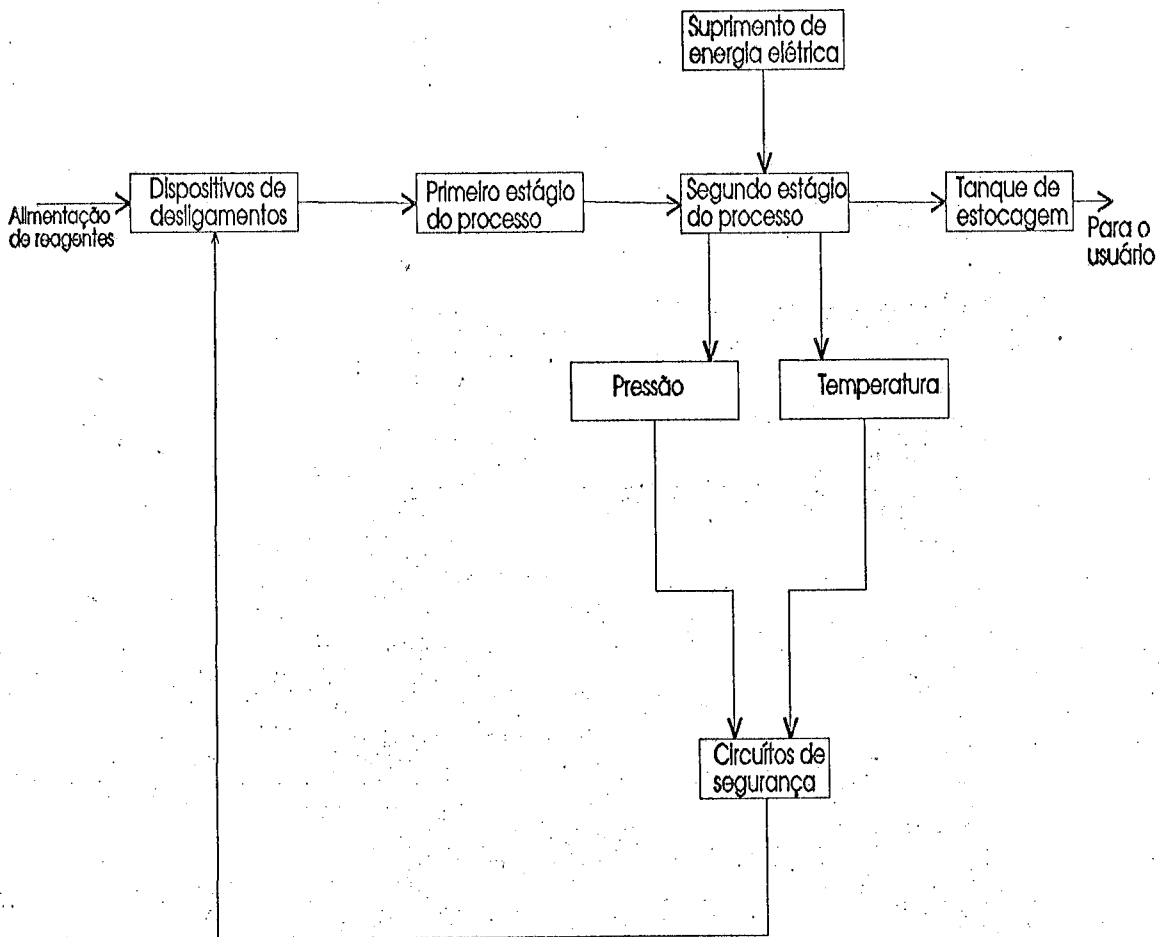 Suprimento de
energia elétrica
Alimentação
de reagentes
Dispositivos de
desligamentos
Primeiro estágio
do processo
Segundo estágio
do processo
Tanque de
estocagem
Para o
usuário
Pressão
Temperatura
Circuítos de
segurança